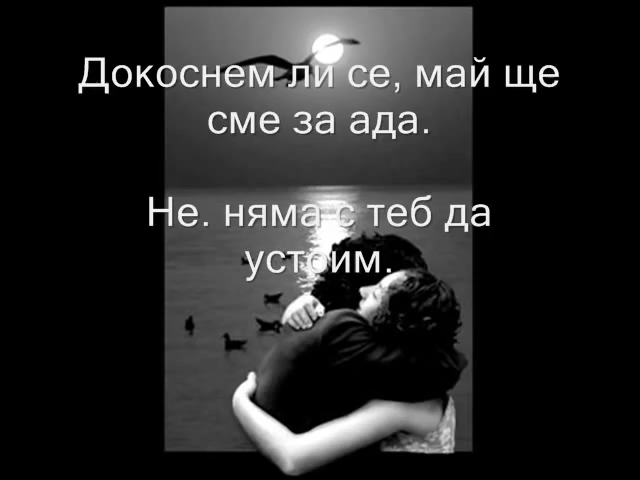 Докоснем ли се, май ще
сме за ада.
Не. няма с теб да
устоим.